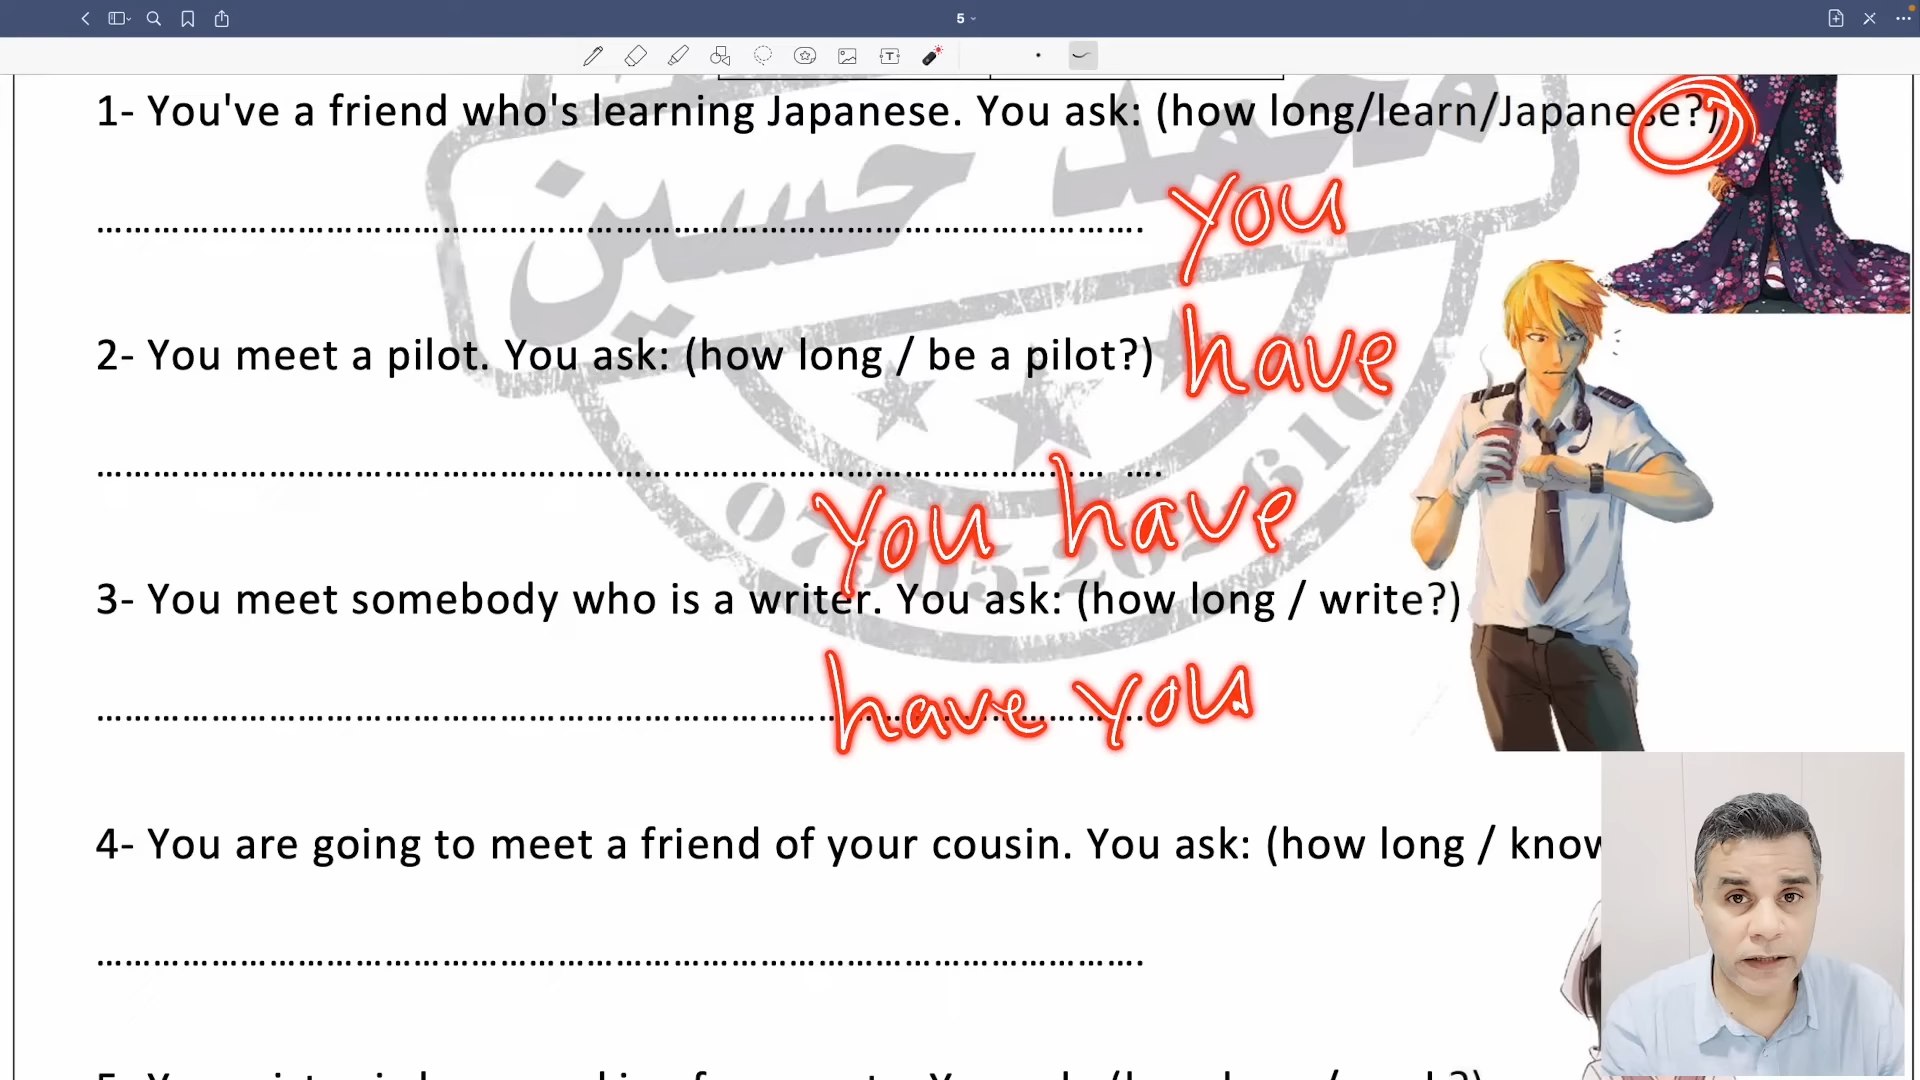 5
1- You've a friend who's learning Japanese. You ask: (how long/learn/Japanese?)
you
2- You meet a pilot. You ask: (how long / be a pilot?)
have
You have
3- You meet somebody who is a writer. You ask: (how long / write?)
have you
4- You are going to meet a friend of your cousin. You ask: (how long / know
محمد حسين